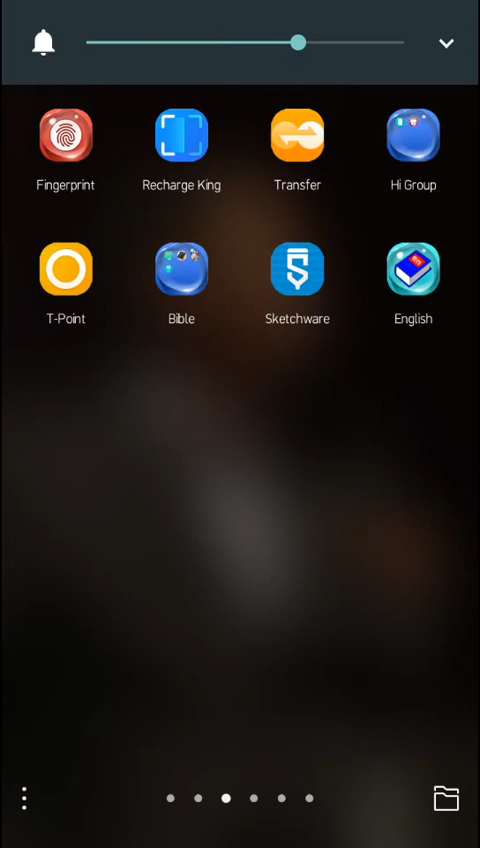 Fingerprint
Recharge King
Transfer
Hi Group
T-Point
Bible
Sketchware
English